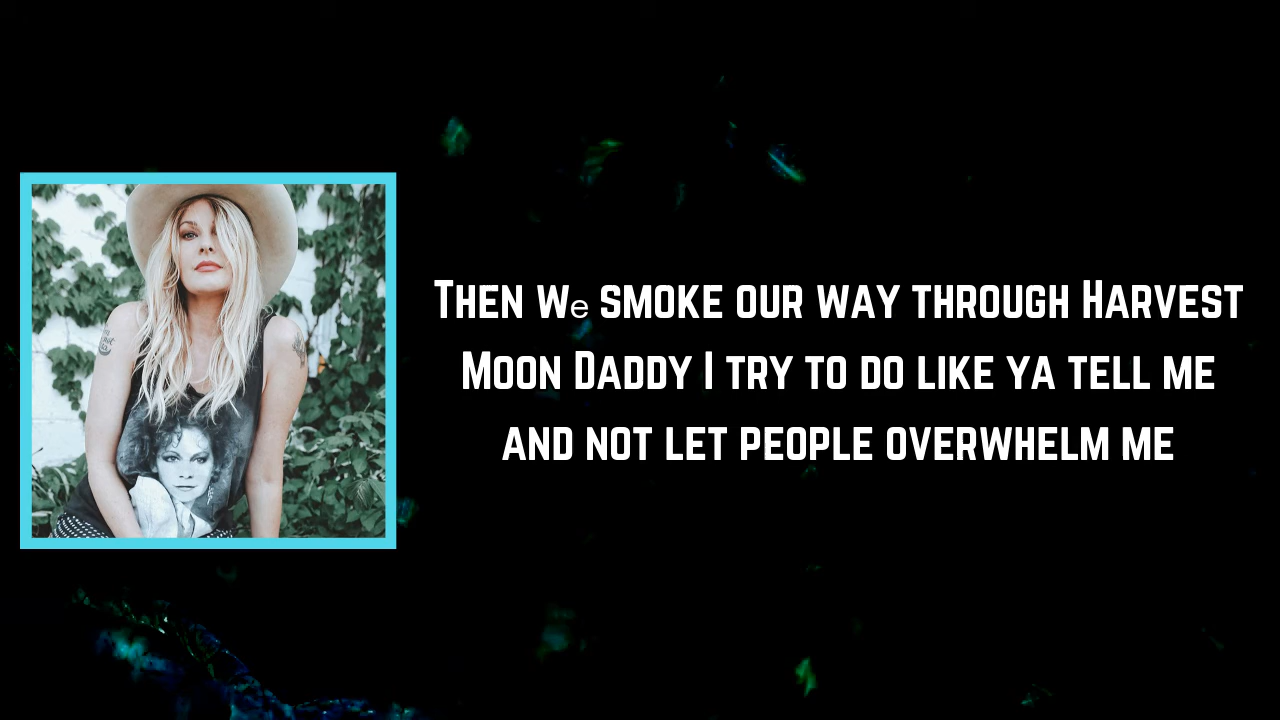 Then we smoke our way through Harvest
Moon Daddy I try to do like ya tell me
and not let people overwhelm me